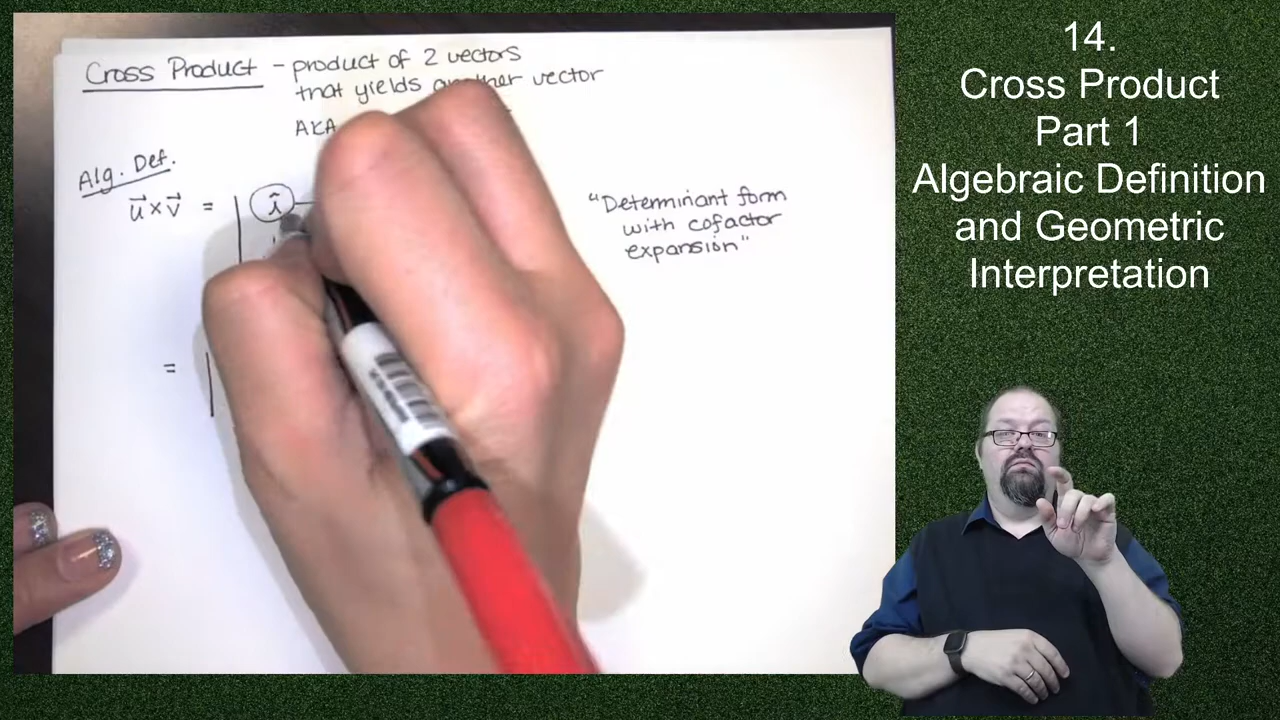 Cross Product - product of 2 vectors
that yields another vector
AKA
Alg. Def.
u⃗ × v⃗ = | î
"Determinant form
with cofactor
expansion"
= |
14.
Cross Product
Part 1
Algebraic Definition
and Geometric
Interpretation